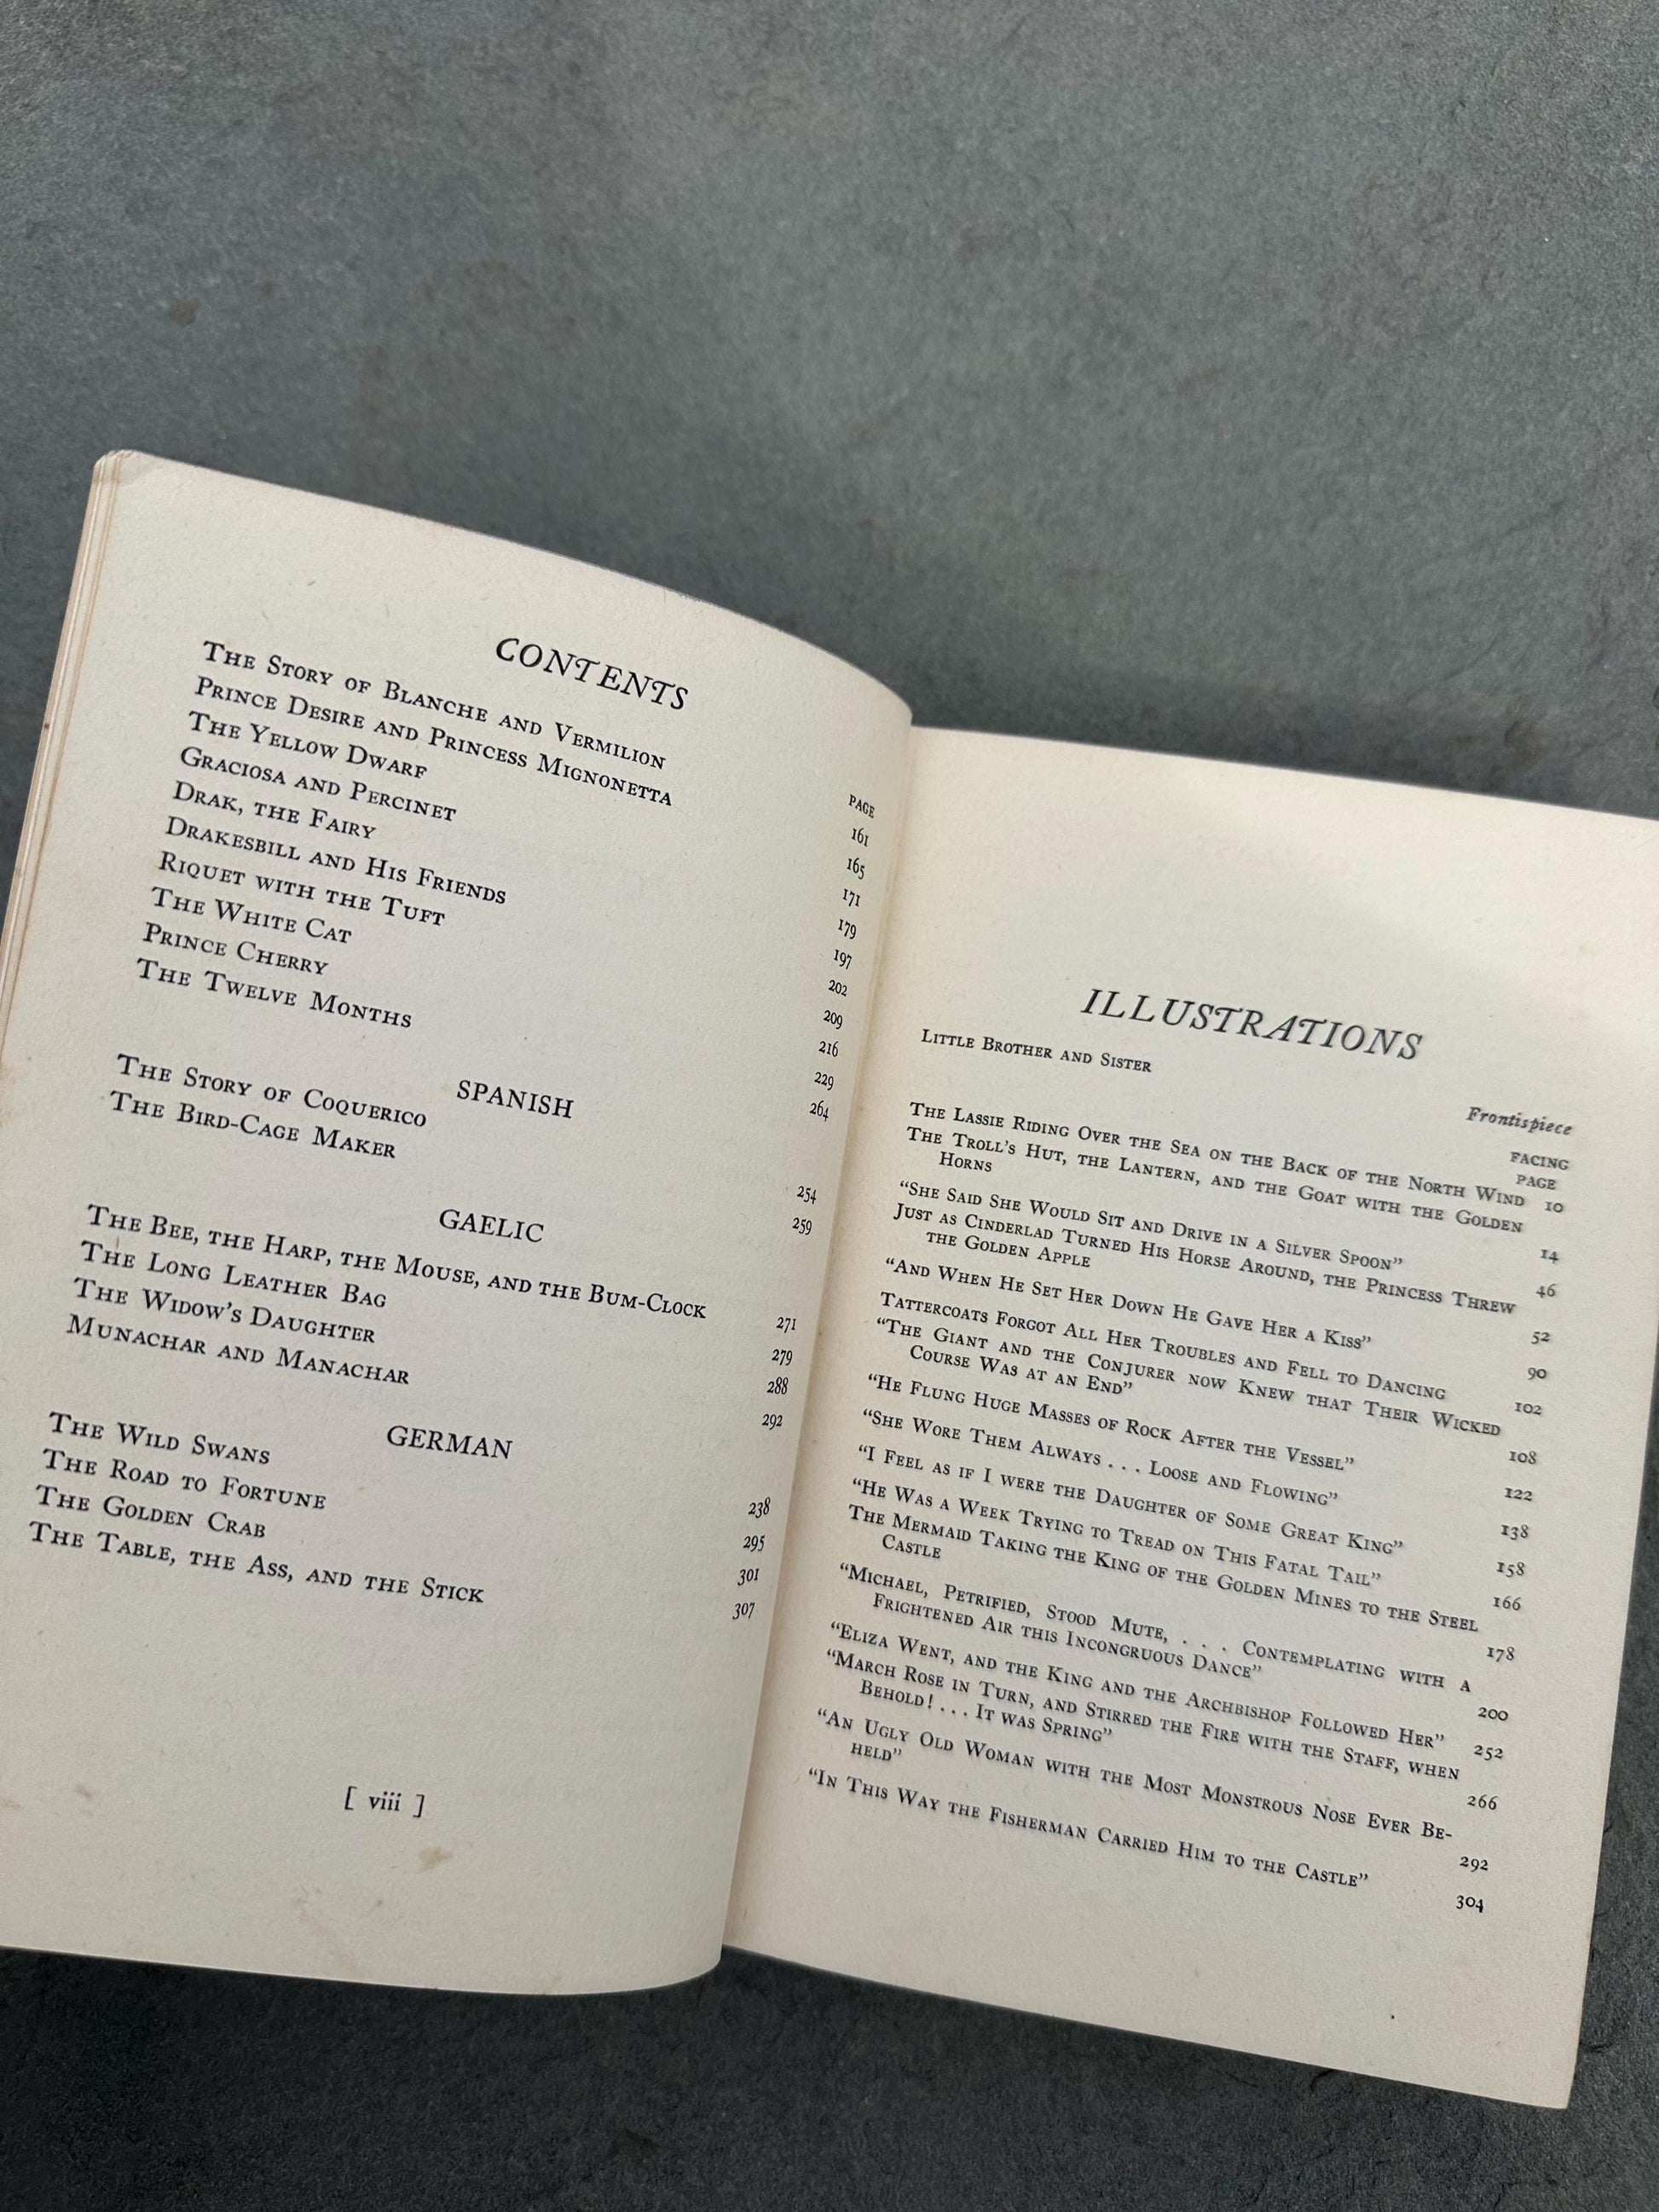 CONTENTS
PAGE
The Story of Blanche and Vermilion 161
Prince Desire and Princess Mignonetta 165
The Yellow Dwarf 171
Graciosa and Percinet 179
Drak, the Fairy 197
Drakesbill and His Friends 202
Riquet with the Tuft 209
The White Cat 216
Prince Cherry 229
The Twelve Months 264
SPANISH
The Story of Coquerico 254
The Bird-Cage Maker 259
GAELIC
The Bee, the Harp, the Mouse, and the Bum-Clock 271
The Long Leather Bag 279
The Widow's Daughter 288
Munachar and Manachar 292
GERMAN
The Wild Swans 238
The Road to Fortune 295
The Golden Crab 301
The Table, the Ass, and the Stick 307
[ viii ]
ILLUSTRATIONS
Little Brother and Sister Frontispiece
FACING
PAGE
The Lassie Riding Over the Sea on the Back of the North Wind 10
The Troll's Hut, the Lantern, and the Goat with the Golden
Horns 14
"She Said She Would Sit and Drive in a Silver Spoon" 46
Just as Cinderlad Turned His Horse Around, the Princess Threw
the Golden Apple 52
"And When He Set Her Down He Gave Her a Kiss" 90
Tattercoats Forgot All Her Troubles and Fell to Dancing 102
"The Giant and the Conjurer now Knew that Their Wicked
Course Was at an End" 108
"He Flung Huge Masses of Rock After the Vessel" 122
"She Wore Them Always . . . Loose and Flowing" 138
"I Feel as if I were the Daughter of Some Great King" 158
"He Was a Week Trying to Tread on This Fatal Tail" 166
The Mermaid Taking the King of the Golden Mines to the Steel
Castle 178
"Michael, Petrified, Stood Mute, . . . Contemplating with a
Frightened Air this Incongruous Dance" 200
"Eliza Went, and the King and the Archbishop Followed Her" 252
"March Rose in Turn, and Stirred the Fire with the Staff, when
Behold! . . . It was Spring" 266
"An Ugly Old Woman with the Most Monstrous Nose Ever Be-
held" 292
"In This Way the Fisherman Carried Him to the Castle" 304